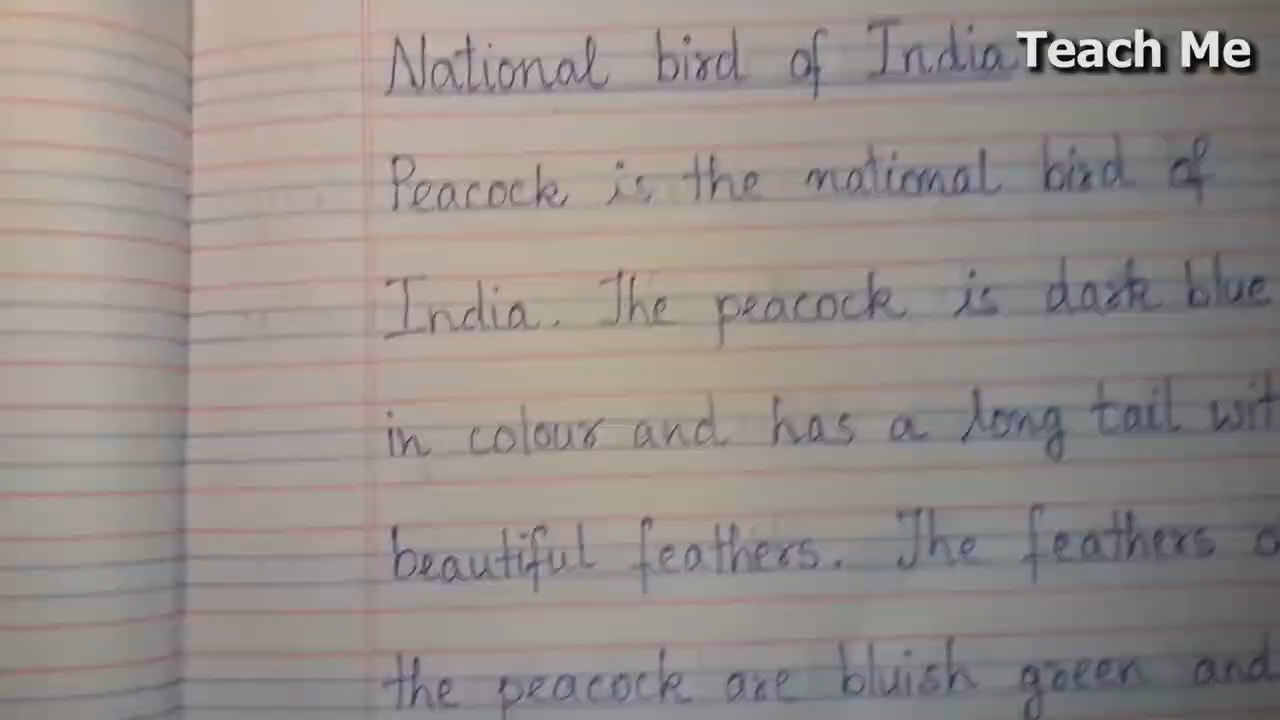 National bird of India
Teach Me
Peacock is the national bird of
India. The peacock is dark blue
in colour and has a long tail wit
beautiful feathers. The feathers o
the peacock are bluish green and